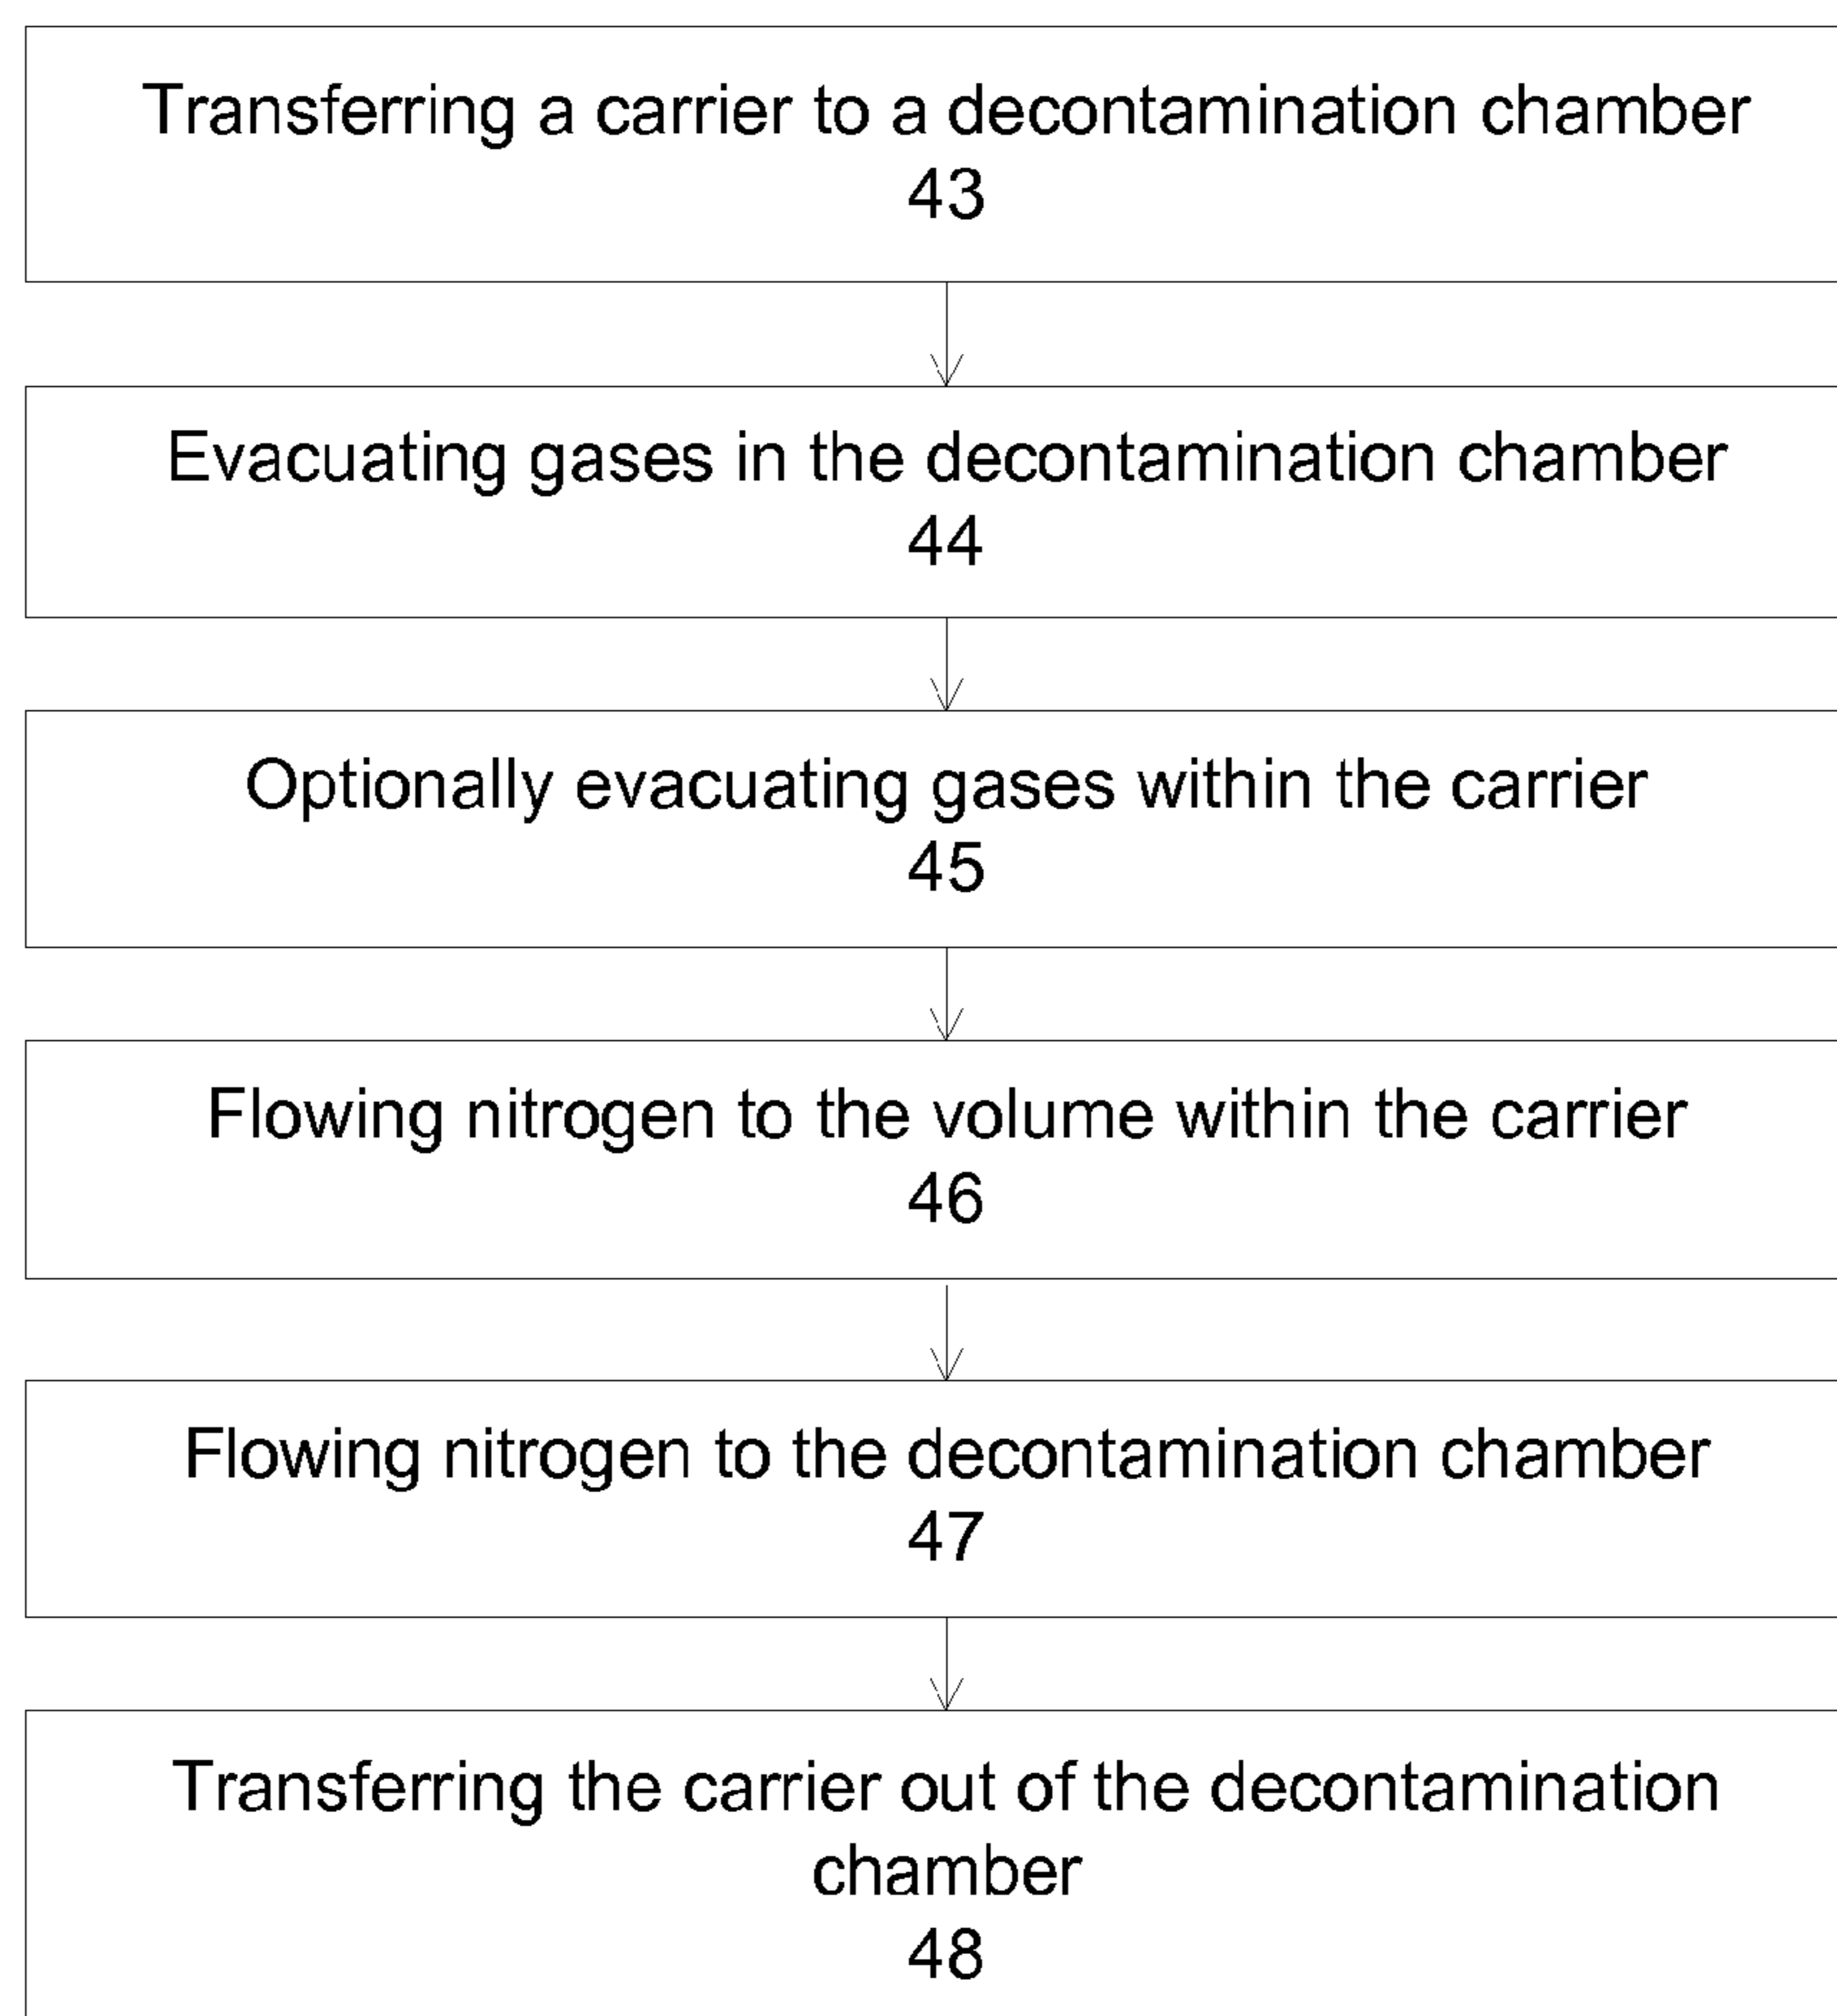 Transferring a carrier to a decontamination chamber
43
Evacuating gases in the decontamination chamber
44
Optionally evacuating gases within the carrier
45
Flowing nitrogen to the volume within the carrier
46
Flowing nitrogen to the decontamination chamber
47
Transferring the carrier out of the decontamination
chamber
48